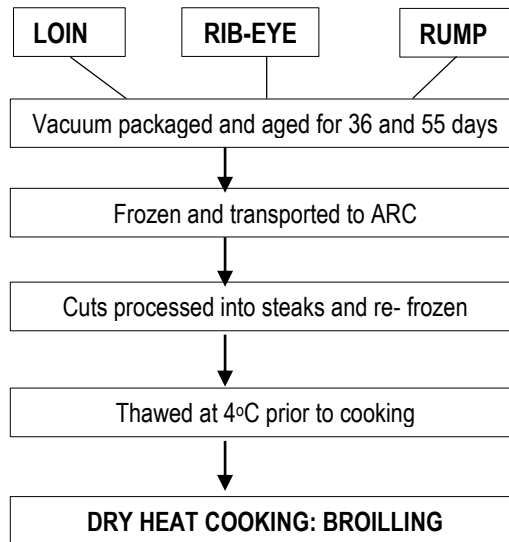 LOIN RIB-EYE RUMP
Vacuum packaged and aged for 36 and 55 days
Frozen and transported to ARC
Cuts processed into steaks and re- frozen
Thawed at 4oC prior to cooking
DRY HEAT COOKING: BROILLING